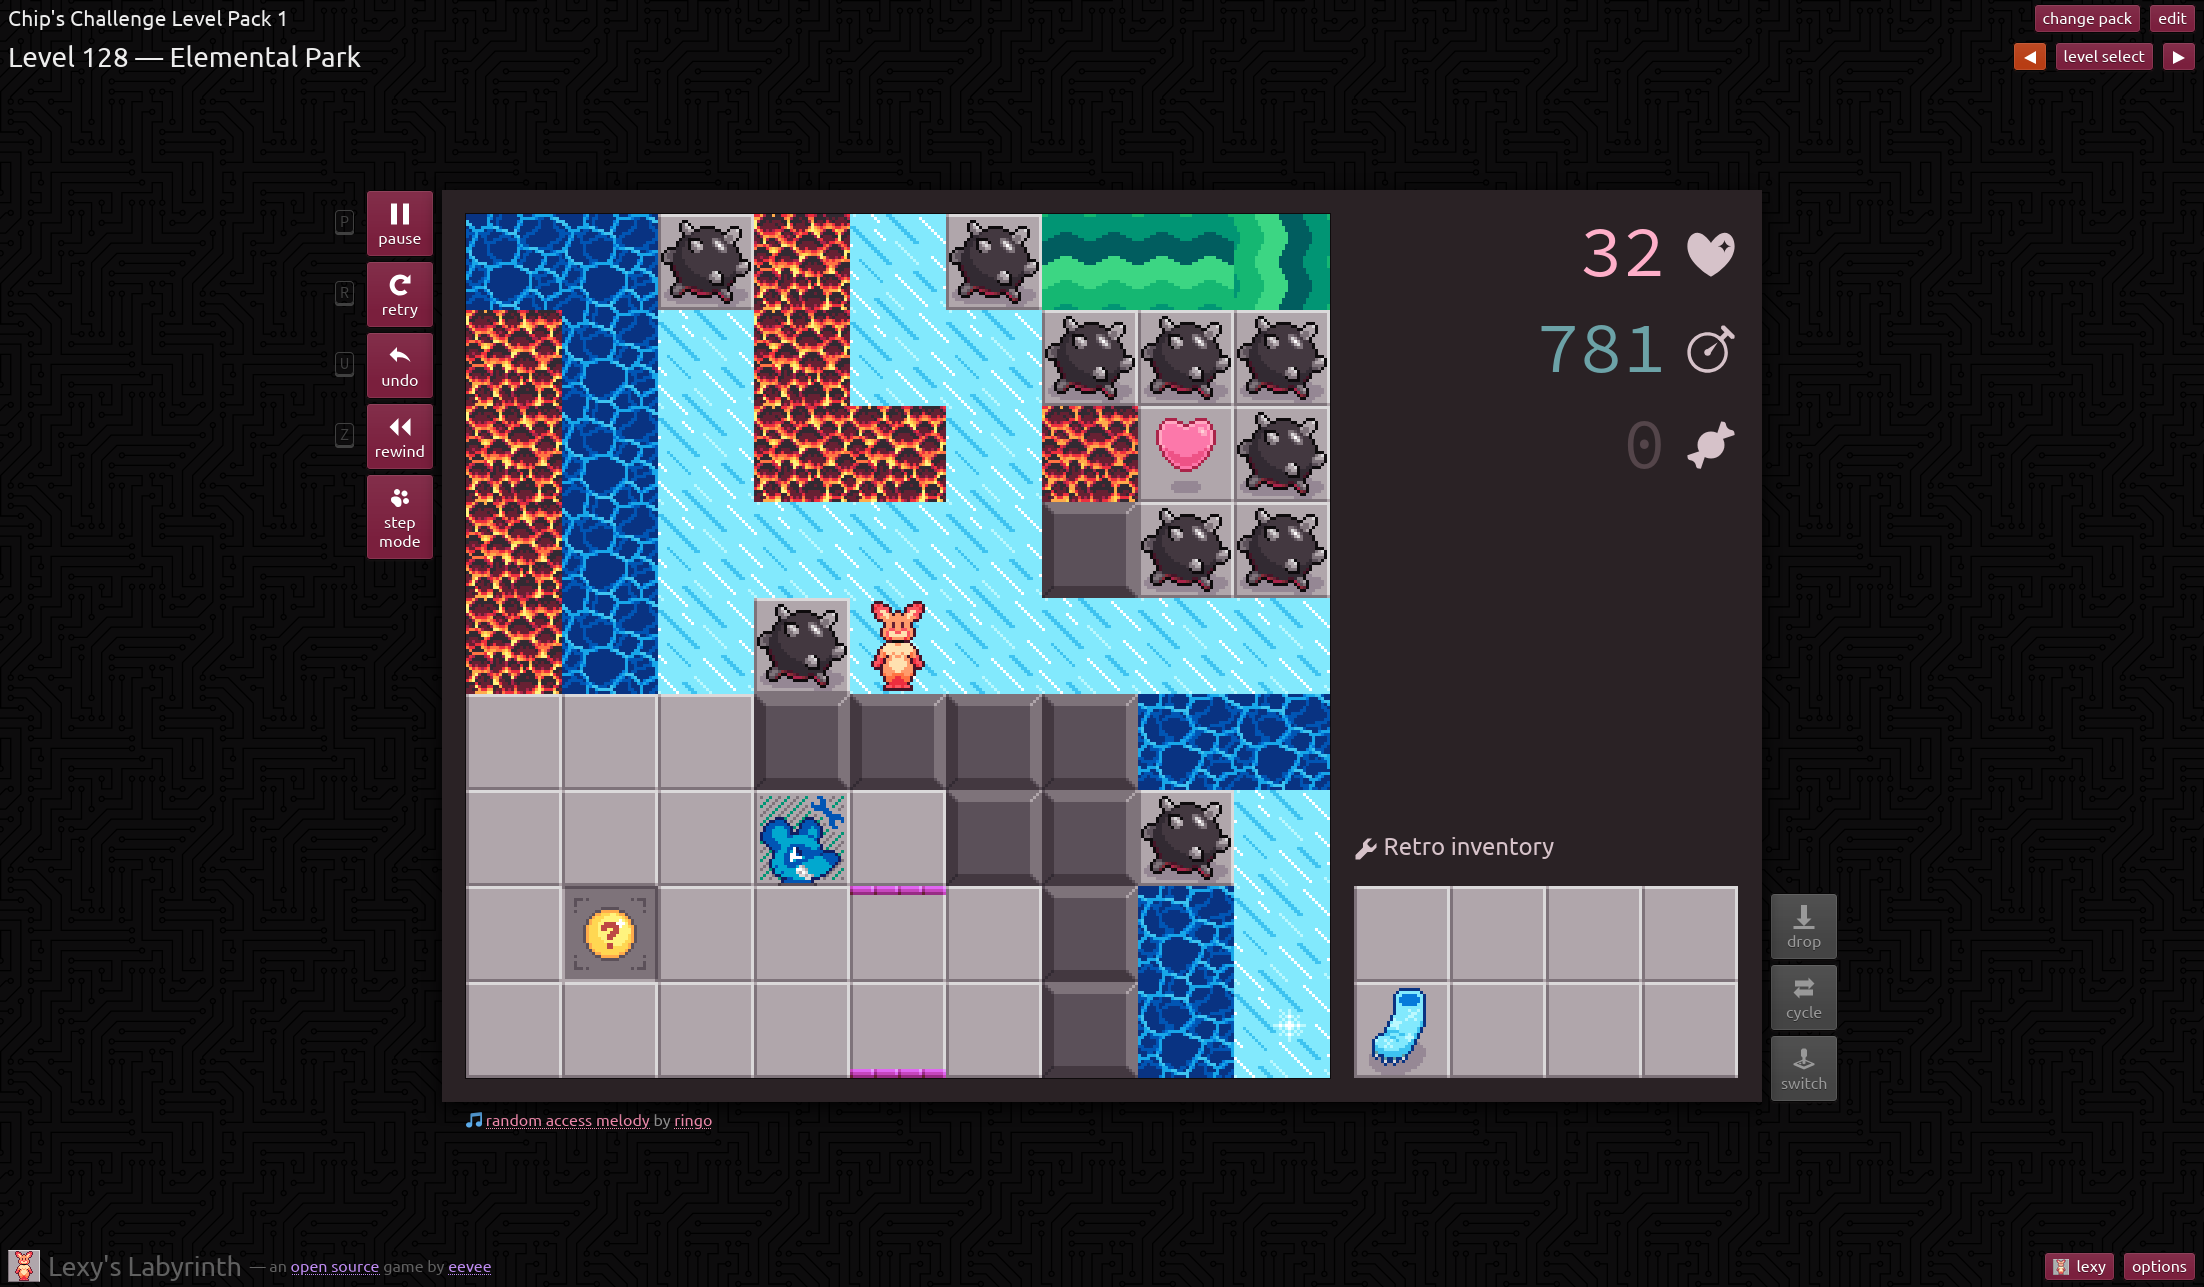 Chip's Challenge Level Pack 1
change pack
edit
Level 128 — Elemental Park
◀
level select
▶
P
pause
R
retry
U
undo
Z
rewind
step
mode
32
781
0
?
Retro inventory
drop
cycle
switch
random access melody by ringo
Lexy's Labyrinth — an open source game by eevee
lexy
options